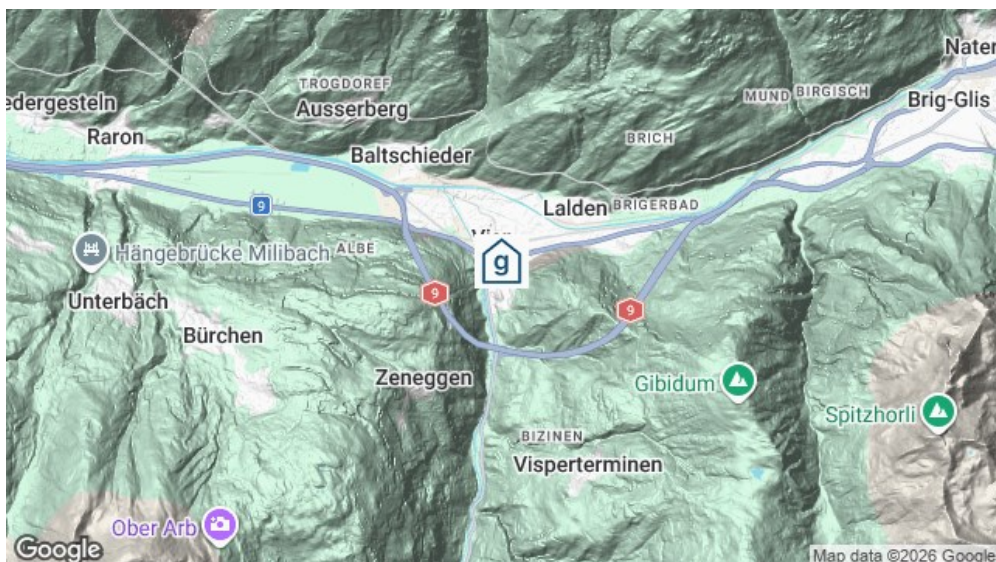 Nater
TROGDOREF
Ausserberg
MUND
BIRGISCH
edergesteln
Brig-Glis
Raron
BRICH
Baltschieder
9
Lalden
BRIGERBAD
Hängebrücke Milibach
ALBE
g
9
9
Unterbäch
Bürchen
Zeneggen
Gibidum
Spitzhorli
BIZINEN
Visperterminen
Ober Arb
Google
Map data ©2026 Google